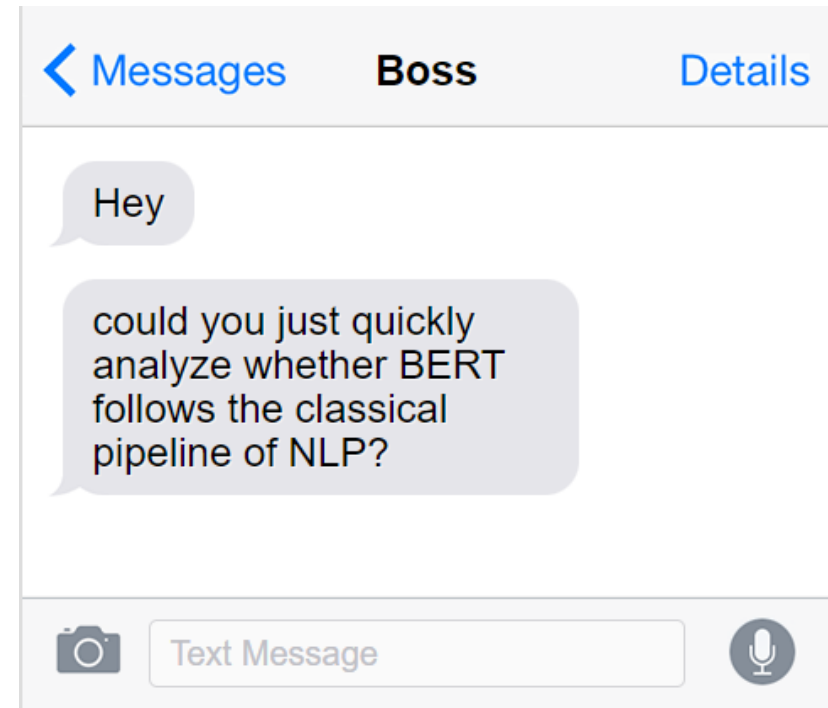 Messages Boss Details
Hey
could you just quickly
analyze whether BERT
follows the classical
pipeline of NLP?
Text Message